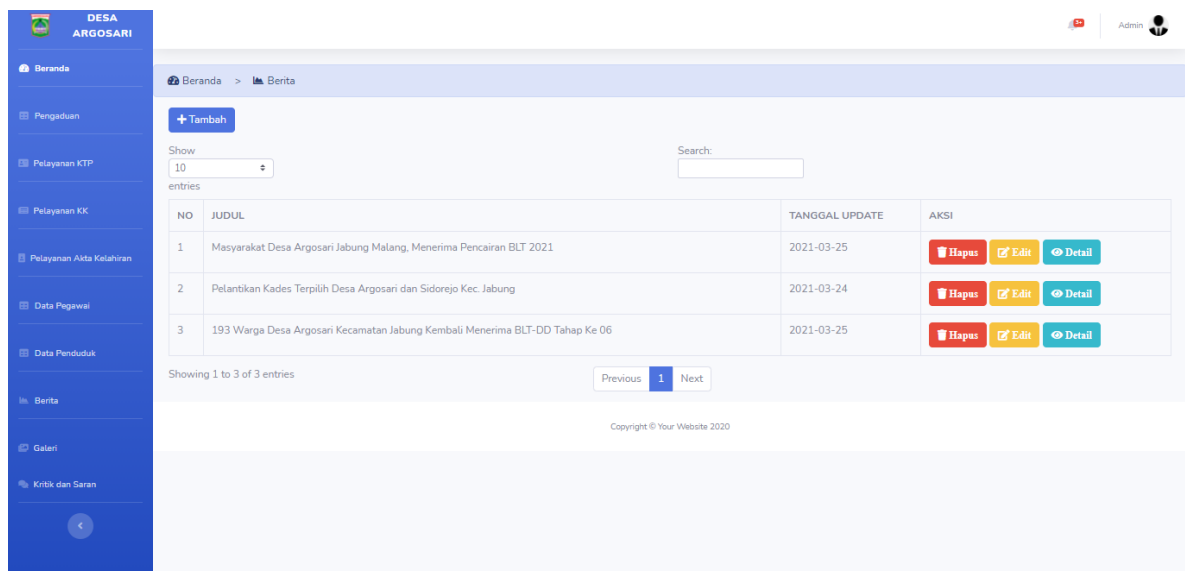 DESA
ARGOSARI
Beranda
Pengaduan
Pelayanan KTP
Pelayanan KK
Pelayanan Akta Kelahiran
Data Pegawai
Data Penduduk
Berita
Galeri
Kritik dan Saran
3+
Admin
Beranda > Berita
Tambah
Show
10
entries
Search:
NO JUDUL TANGGAL UPDATE AKSI
1 Masyarakat Desa Argosari Jabung Malang, Menerima Pencairan BLT 2021 2021-03-25 Hapus Edit Detail
2 Pelantikan Kades Terpilih Desa Argosari dan Sidorejo Kec. Jabung 2021-03-24 Hapus Edit Detail
3 193 Warga Desa Argosari Kecamatan Jabung Kembali Menerima BLT-DD Tahap Ke 06 2021-03-25 Hapus Edit Detail
Showing 1 to 3 of 3 entries
Previous 1 Next
Copyright © Your Website 2020